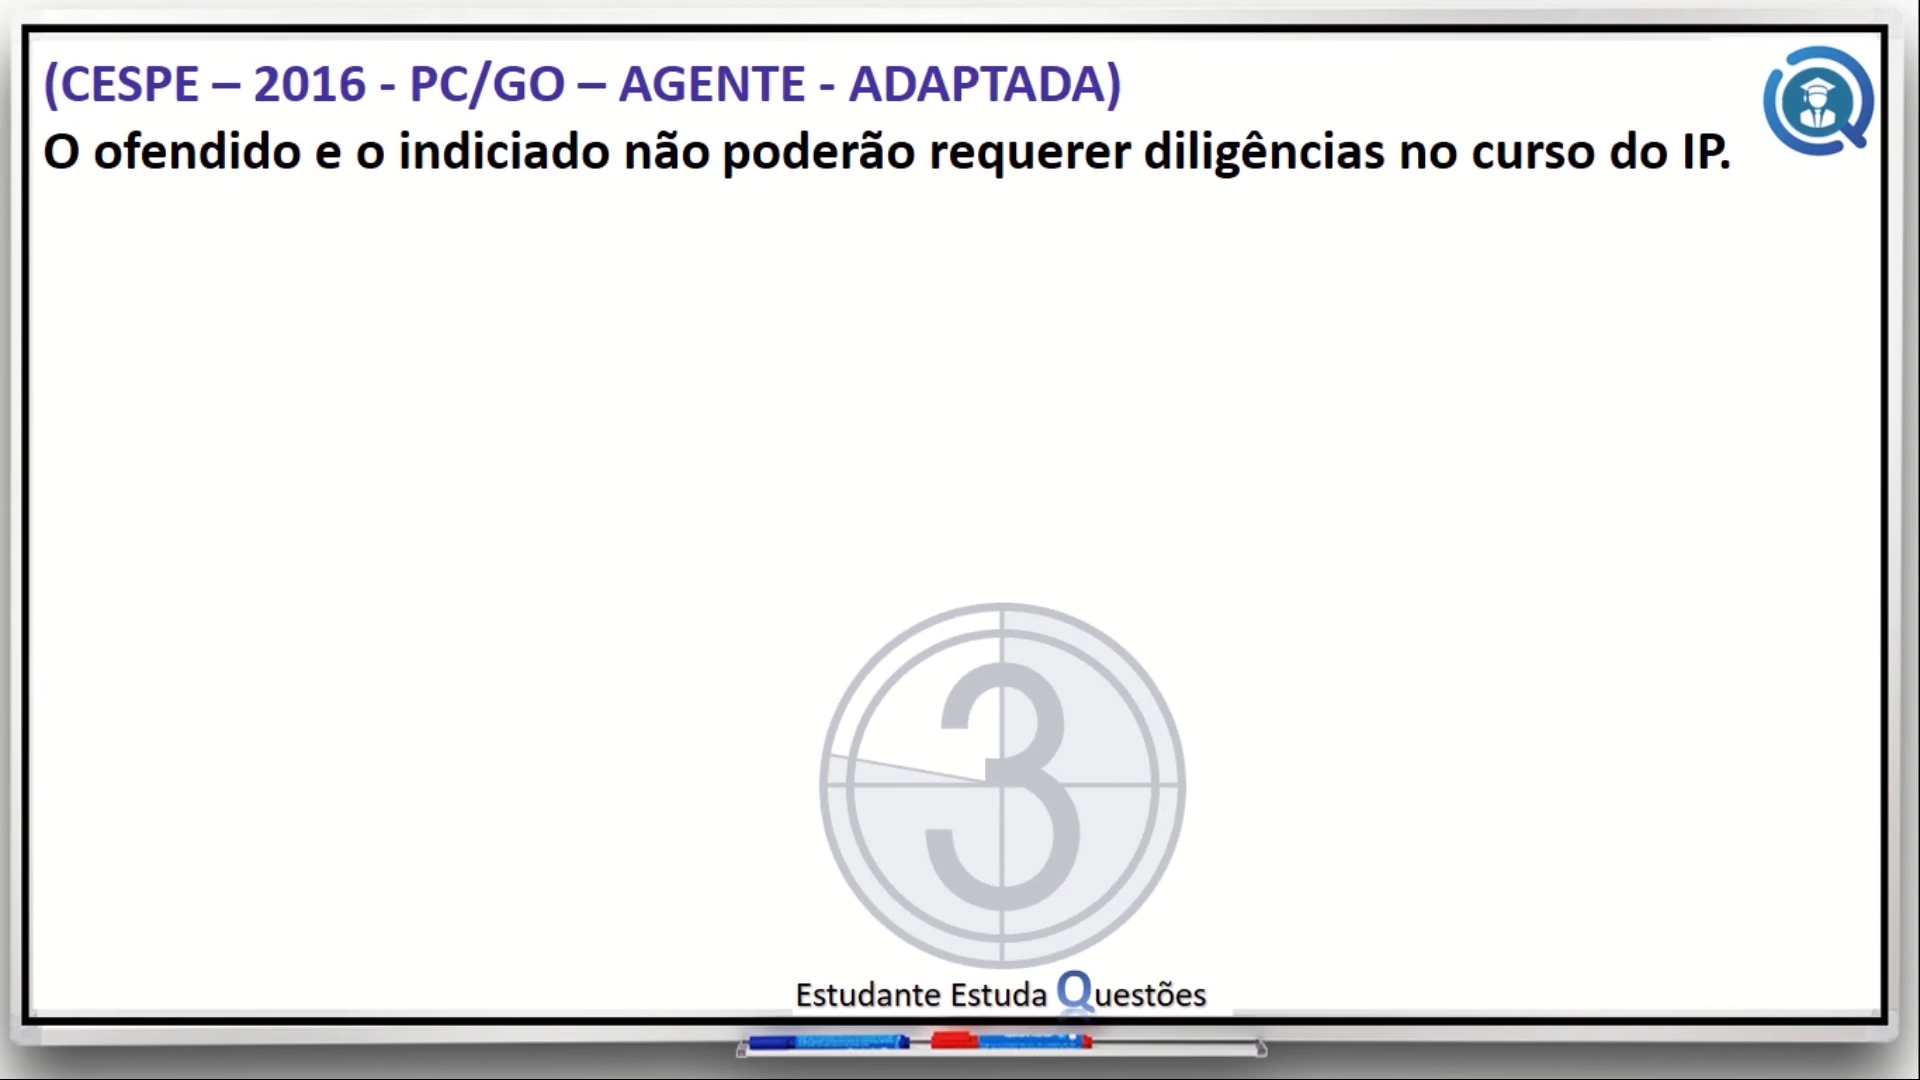 (CESPE – 2016 - PC/GO – AGENTE - ADAPTADA)
O ofendido e o indiciado não poderão requerer diligências no curso do IP.
3
Estudante Estuda Questões